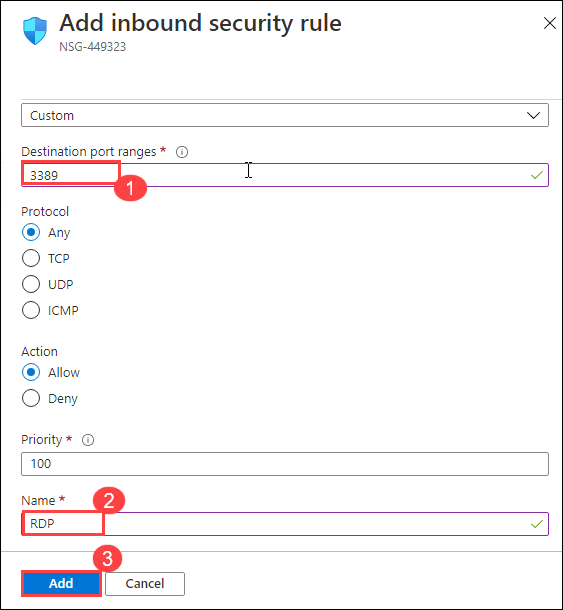 Add inbound security rule
NSG-449323
Custom
Destination port ranges *
3389
1
Protocol
Any
TCP
UDP
ICMP
Action
Allow
Deny
Priority *
100
Name *
2
RDP
3
Add Cancel